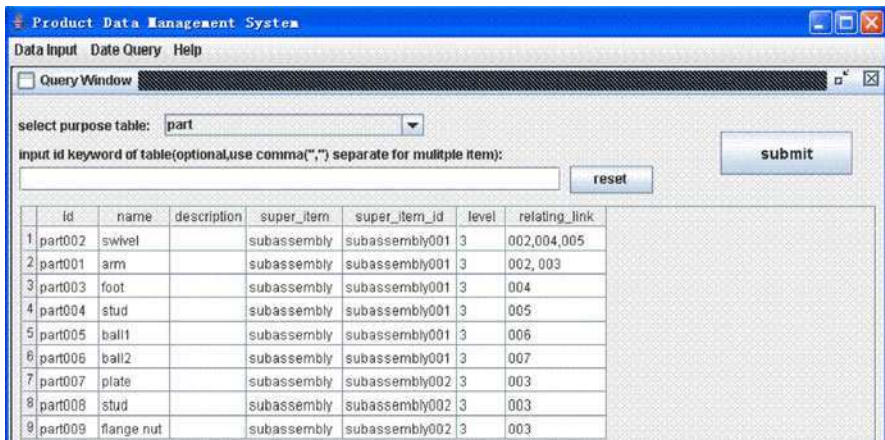 Product Data Management System
Data Input Date Query Help
Query Window
select purpose table: part
submit
input id keyword of table(optional,use comma(",") separate for mulitple item):
reset
id name description super_item super_item_id level relating_link
1 part002 swivel subassembly subassembly001 3 002,004,005
2 part001 arm subassembly subassembly001 3 002, 003
3 part003 foot subassembly subassembly001 3 004
4 part004 stud subassembly subassembly001 3 005
5 part005 ball1 subassembly subassembly001 3 006
6 part006 ball2 subassembly subassembly001 3 007
7 part007 plate subassembly subassembly002 3 003
8 part008 stud subassembly subassembly002 3 003
9 part009 flange nut subassembly subassembly002 3 003